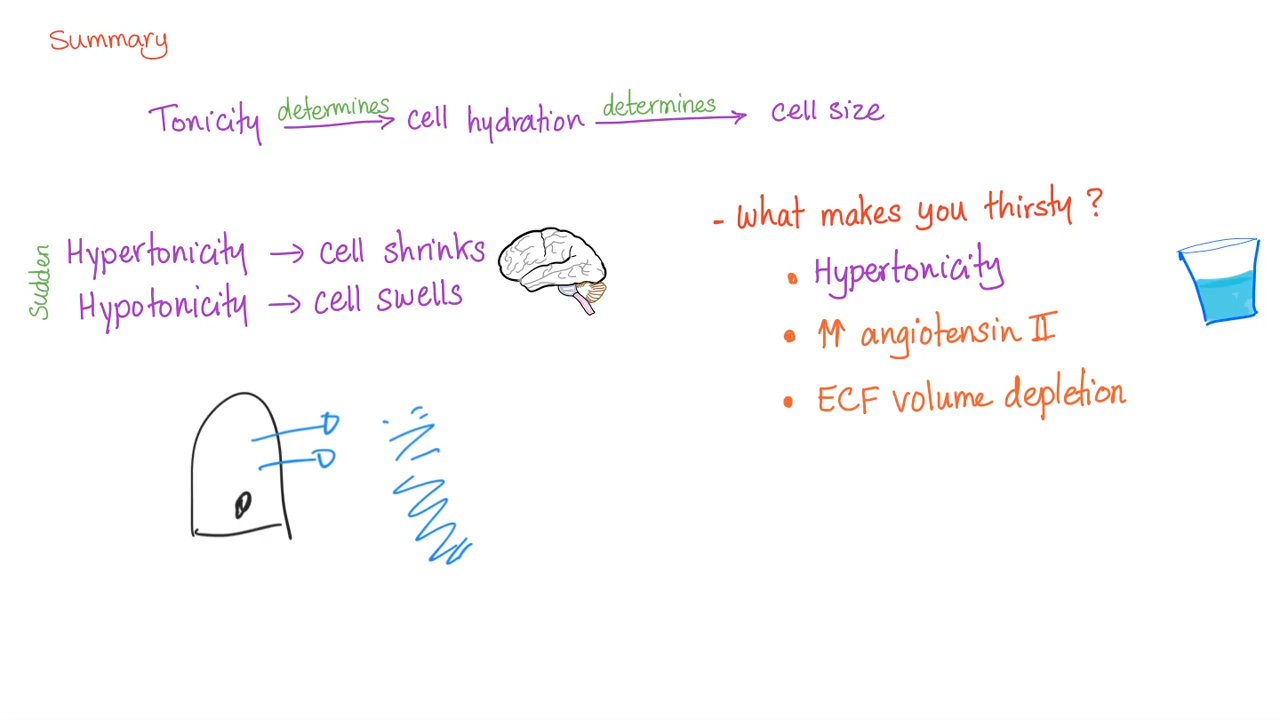 Summary
Tonicity determines cell hydration determines cell size
Sudden
Hypertonicity → cell shrinks
Hypotonicity → cell swells
- What makes you thirsty ?
• Hypertonicity
• ↑↑ angiotensin II
• ECF volume depletion